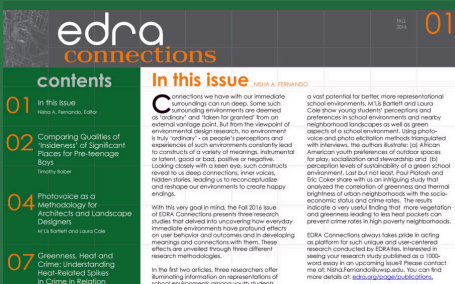 edra
connections
FALL
2016
01
contents
01 In this Issue
Nisha A. Fernando, Editor
02 Comparing Qualities of
'Insideness' of Significant
Places for Pre-teenage
Boys
Timothy Baber
04 Photovoice as a
Methodology for
Architects and Landscape
Designers
M'Lis Bartlett and Laura Cole
07 Greenness, Heat and
Crime: Understanding
Heat-Related Spikes
in Crime in Relation
In this issue NISHA A. FERNANDO
Connections we have with our immediate
surroundings can run deep. Some such
surrounding environments are deemed
as 'ordinary' and 'taken for granted' from an
external vantage point. But from the viewpoint of
environmental design research, no environment
is truly 'ordinary' – as people's perceptions and
experiences of such environments constantly lead
to constructs of a variety of meanings, instrumental
or latent, good or bad, positive or negative.
Looking closely with a keen eye, such constructs
reveal to us deep connections, inner voices,
hidden stories, leading us to reconceptualize
and reshape our environments to create happy
endings.
With this very goal in mind, the Fall 2016 issue
of EDRA Connections presents three research
studies that delved into uncovering how everyday
immediate environments have profound effects
on user behavior and outcomes and in developing
meanings and connections with them. These
effects are unveiled through three different
research methodologies.
In the first two articles, three researchers offer
illuminating information on representations of
school environments among youth students
a vast potential for better, more representational
school environments, M'Lis Bartlett and Laura
Cole show young students' perceptions and
preferences in school environments and nearby
neighborhood landscapes as well as green
aspects of a school environment. Using photo-
voice and photo elicitation methods triangulated
with interviews, the authors illustrate: (a) African
American youth preferences of outdoor spaces
for play, socialization and stewardship and (b)
perception levels of sustainability of a green school
environment. Last but not least, Paul Platosh and
Eric Coker share with us an intriguing study that
analyzed the correlation of greenness and thermal
brightness of urban neighborhoods with the socio-
economic status and crime rates. The results
indicate a very useful finding that more vegetation
and greenness leading to less heat pockets can
prevent crime rates in high poverty neighborhoods.
EDRA Connections always takes pride in acting
as platform for such unique and user-centered
research conducted by EDRAites. Interested in
seeing your research study published as a 1000-
word essay in an upcoming issue? Please contact
me at: Nisha.Fernando@uwsp.edu. You can find
more details at: edra.org/page/publications.